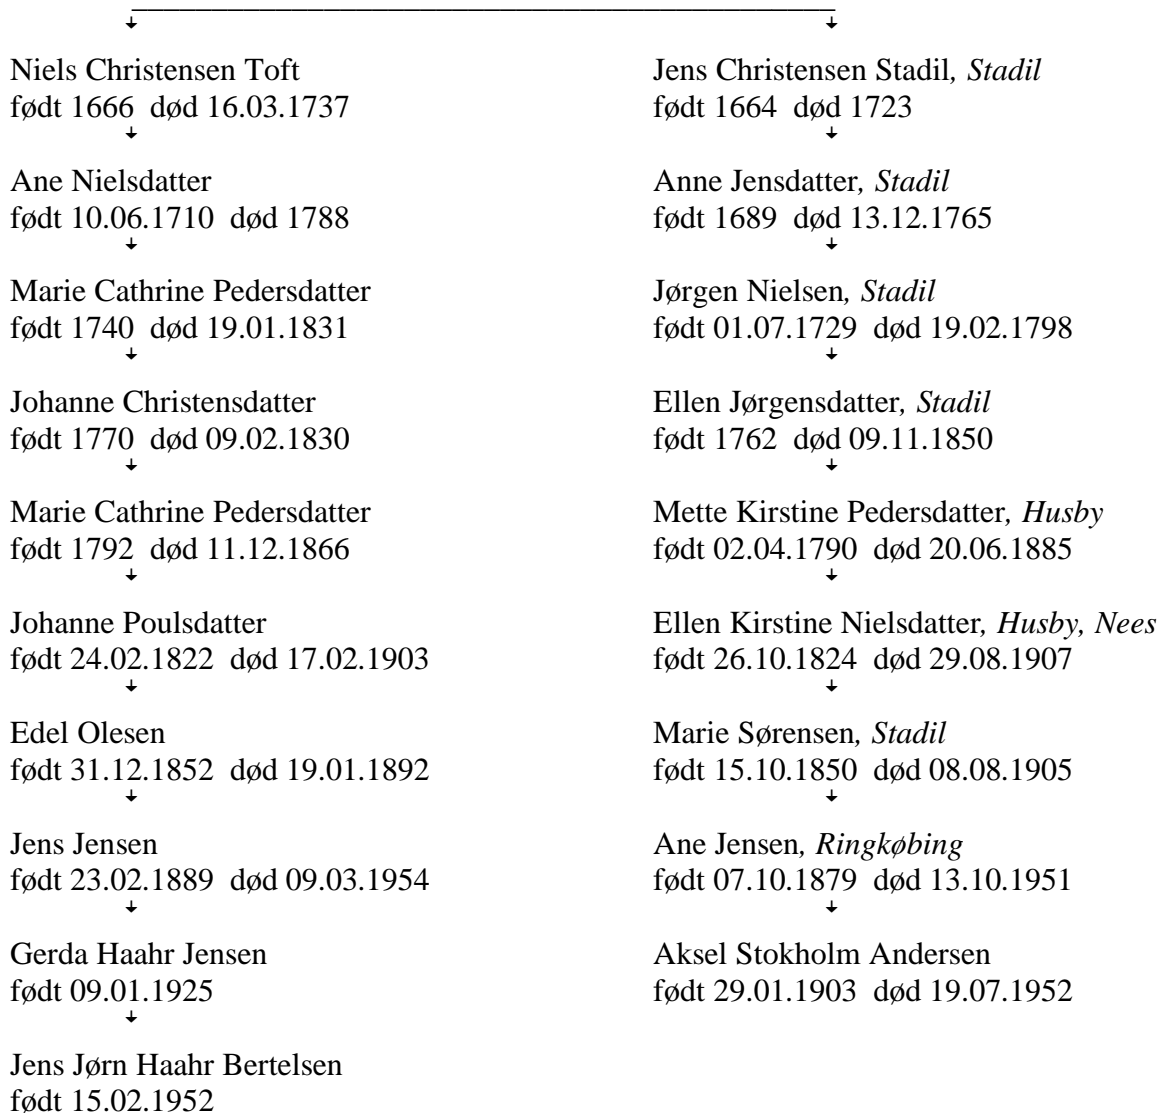 Niels Christensen Toft
født 1666 død 16.03.1737
Ane Nielsdatter
født 10.06.1710 død 1788
Marie Cathrine Pedersdatter
født 1740 død 19.01.1831
Johanne Christensdatter
født 1770 død 09.02.1830
Marie Cathrine Pedersdatter
født 1792 død 11.12.1866
Johanne Poulsdatter
født 24.02.1822 død 17.02.1903
Edel Olesen
født 31.12.1852 død 19.01.1892
Jens Jensen
født 23.02.1889 død 09.03.1954
Gerda Haahr Jensen
født 09.01.1925
Jens Jørn Haahr Bertelsen
født 15.02.1952
Jens Christensen Stadil, Stadil
født 1664 død 1723
Anne Jensdatter, Stadil
født 1689 død 13.12.1765
Jørgen Nielsen, Stadil
født 01.07.1729 død 19.02.1798
Ellen Jørgensdatter, Stadil
født 1762 død 09.11.1850
Mette Kirstine Pedersdatter, Husby
født 02.04.1790 død 20.06.1885
Ellen Kirstine Nielsdatter, Husby, Nees
født 26.10.1824 død 29.08.1907
Marie Sørensen, Stadil
født 15.10.1850 død 08.08.1905
Ane Jensen, Ringkøbing
født 07.10.1879 død 13.10.1951
Aksel Stokholm Andersen
født 29.01.1903 død 19.07.1952